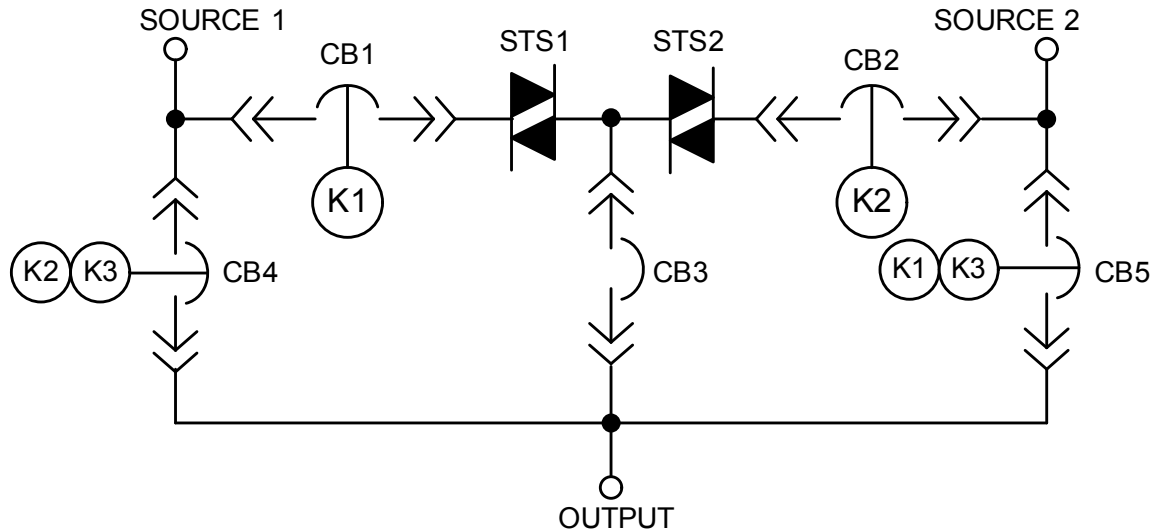 SOURCE 1
SOURCE 2
STS1
STS2
CB1
CB2
K1
K2
K2
K3
CB4
CB3
K1
K3
CB5
OUTPUT